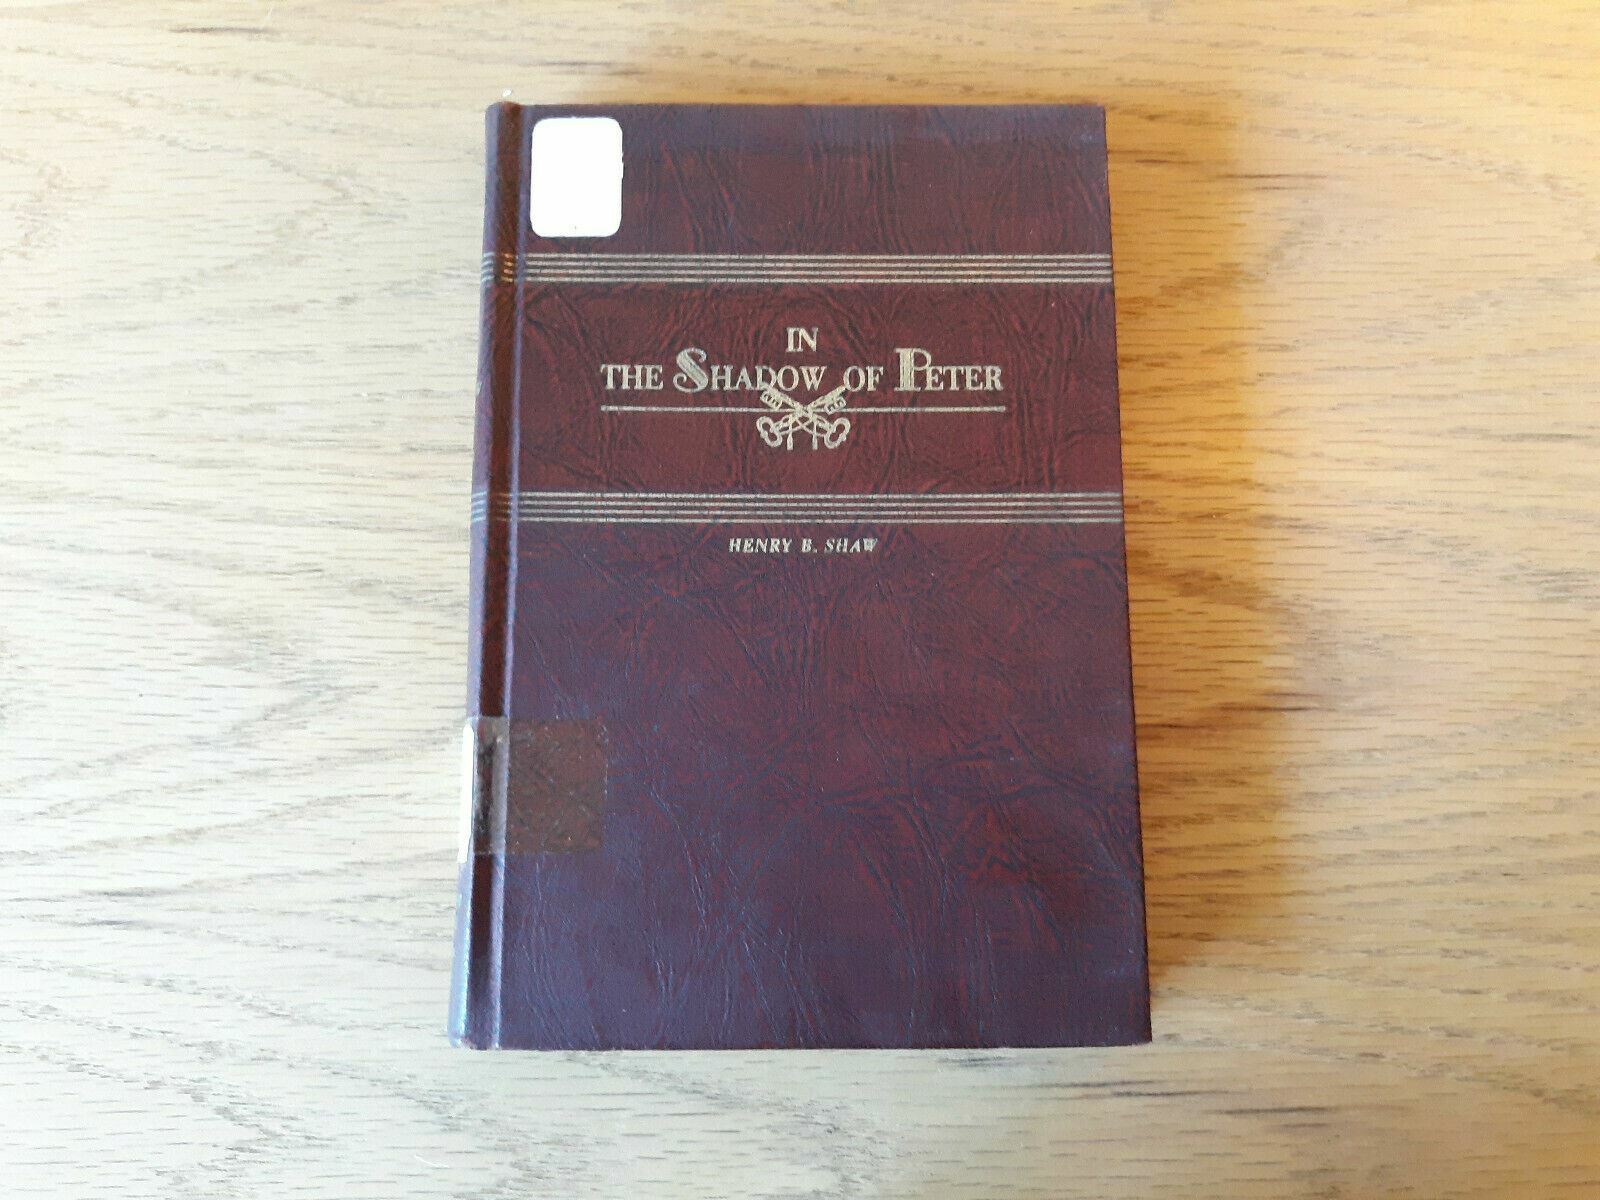 IN
THE SHADOW OF PETER
HENRY B. SHAW